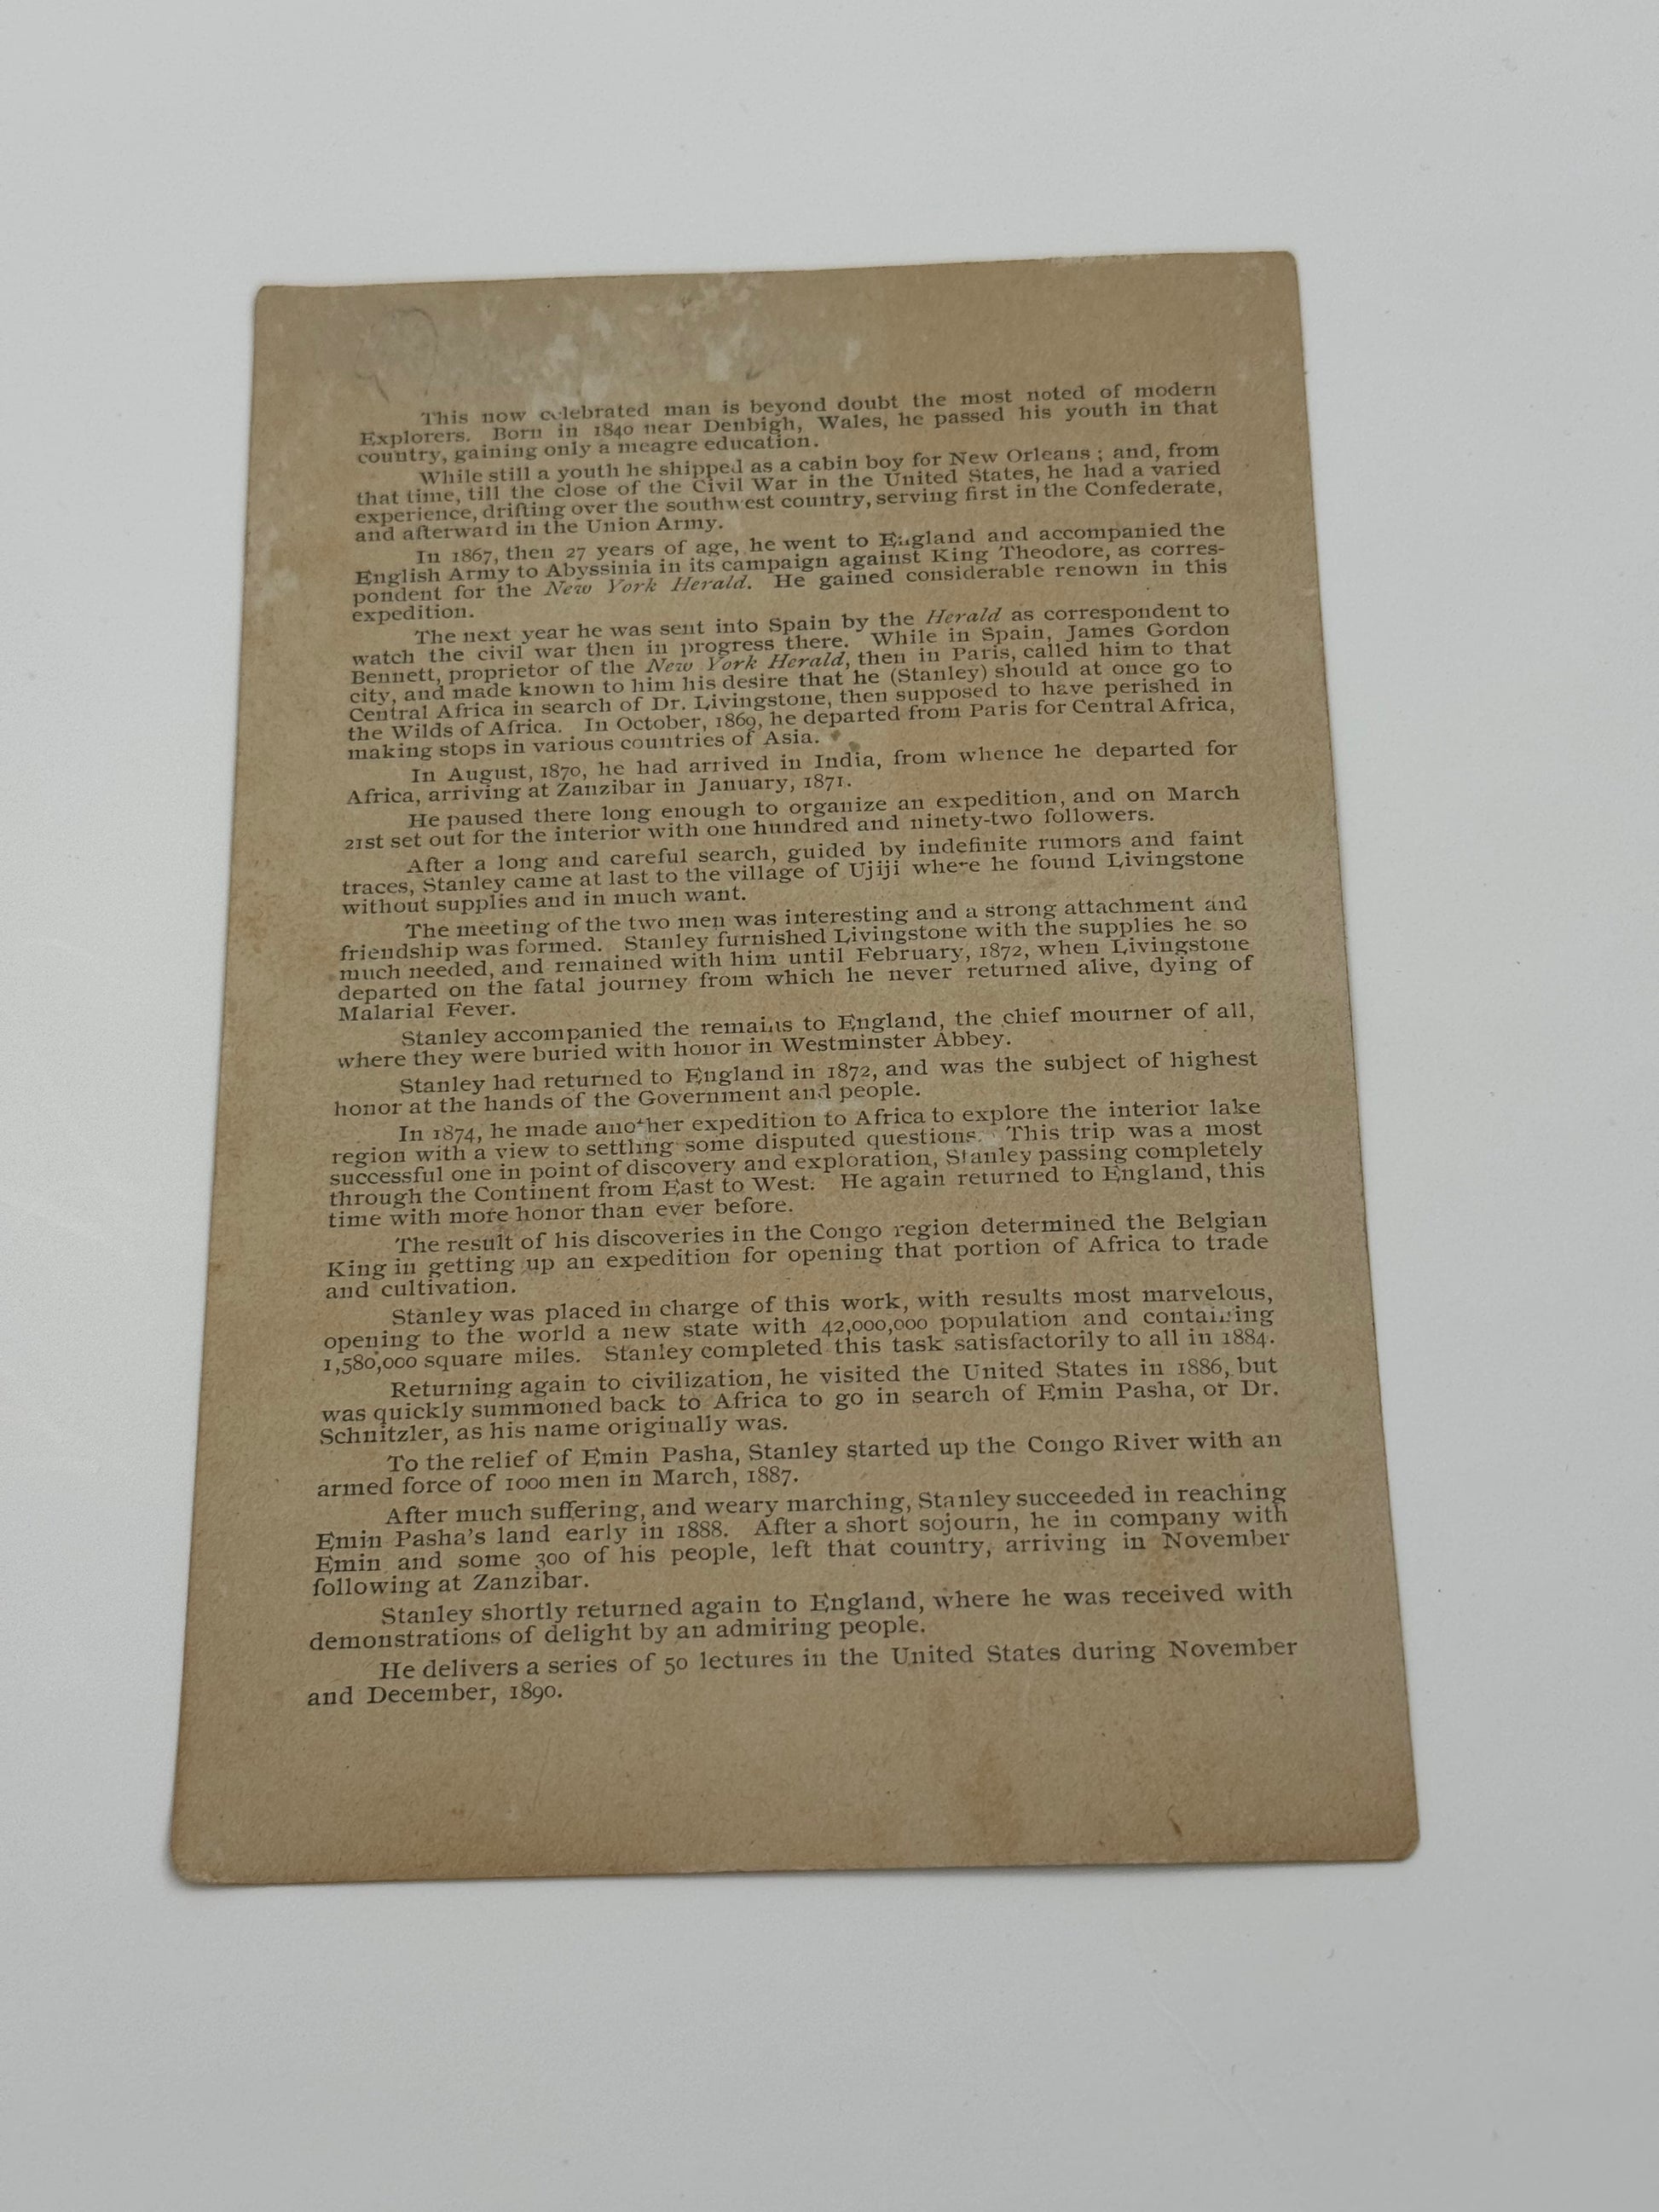 This now celebrated man is beyond doubt the most noted of modern
Explorers. Born in 1840 near Denbigh, Wales, he passed his youth in that
country, gaining only a meagre education.
While still a youth he shipped as a cabin boy for New Orleans ; and, from
that time, till the close of the Civil War in the United States, he had a varied
experience, drifting over the southwest country, serving first in the Confederate,
and afterward in the Union Army.
In 1867, then 27 years of age, he went to England and accompanied the
English Army to Abyssinia in its campaign against King Theodore, as corres-
pondent for the New York Herald. He gained considerable renown in this
expedition.
The next year he was sent into Spain by the Herald as correspondent to
watch the civil war then in progress there. While in Spain, James Gordon
Bennett, proprietor of the New York Herald, then in Paris, called him to that
city, and made known to him his desire that he (Stanley) should at once go to
Central Africa in search of Dr. Livingstone, then supposed to have perished in
the Wilds of Africa. In October, 1869, he departed from Paris for Central Africa,
making stops in various countries of Asia.
In August, 1870, he had arrived in India, from whence he departed for
Africa, arriving at Zanzibar in January, 1871.
He paused there long enough to organize an expedition, and on March
21st set out for the interior with one hundred and ninety-two followers.
After a long and careful search, guided by indefinite rumors and faint
traces, Stanley came at last to the village of Ujiji where he found Livingstone
without supplies and in much want.
The meeting of the two men was interesting and a strong attachment and
friendship was formed. Stanley furnished Livingstone with the supplies he so
much needed, and remained with him until February, 1872, when Livingstone
departed on the fatal journey from which he never returned alive, dying of
Malarial Fever.
Stanley accompanied the remains to England, the chief mourner of all,
where they were buried with honor in Westminster Abbey.
Stanley had returned to England in 1872, and was the subject of highest
honor at the hands of the Government and people.
In 1874, he made another expedition to Africa to explore the interior lake
region with a view to settling some disputed questions. This trip was a most
successful one in point of discovery and exploration, Stanley passing completely
through the Continent from East to West. He again returned to England, this
time with more honor than ever before.
The result of his discoveries in the Congo region determined the Belgian
King in getting up an expedition for opening that portion of Africa to trade
and cultivation.
Stanley was placed in charge of this work, with results most marvelous,
opening to the world a new state with 42,000,000 population and containing
1,580,000 square miles. Stanley completed this task satisfactorily to all in 1884.
Returning again to civilization, he visited the United States in 1886, but
was quickly summoned back to Africa to go in search of Emin Pasha, or Dr.
Schnitzler, as his name originally was.
To the relief of Emin Pasha, Stanley started up the Congo River with an
armed force of 1000 men in March, 1887.
After much suffering, and weary marching, Stanley succeeded in reaching
Emin Pasha's land early in 1888. After a short sojourn, he in company with
Emin and some 300 of his people, left that country, arriving in November
following at Zanzibar.
Stanley shortly returned again to England, where he was received with
demonstrations of delight by an admiring people.
He delivers a series of 50 lectures in the United States during November
and December, 1890.